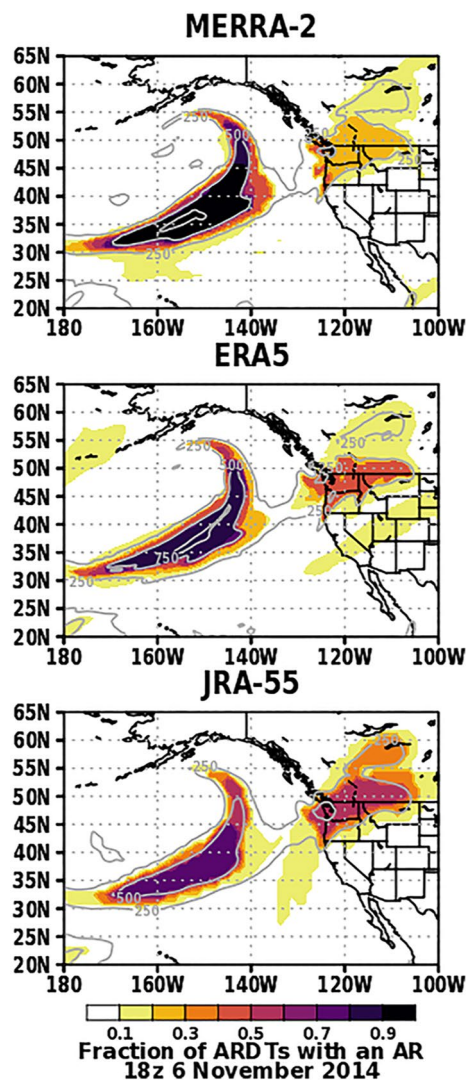 MERRA-2
65N
60N
55N
50N
45N
40N
35N
30N
25N
20N
250
500
250
250
250
180 160W 140W 120W 100W
ERA5
65N
60N
55N
50N
45N
40N
35N
30N
25N
20N
250
250
500
250
250
750
250
180 160W 140W 120W 100W
JRA-55
65N
60N
55N
50N
45N
40N
35N
30N
25N
20N
250
500
250
180 160W 140W 120W 100W
0.1 0.3 0.5 0.7 0.9
Fraction of ARDTs with an AR
18z 6 November 2014